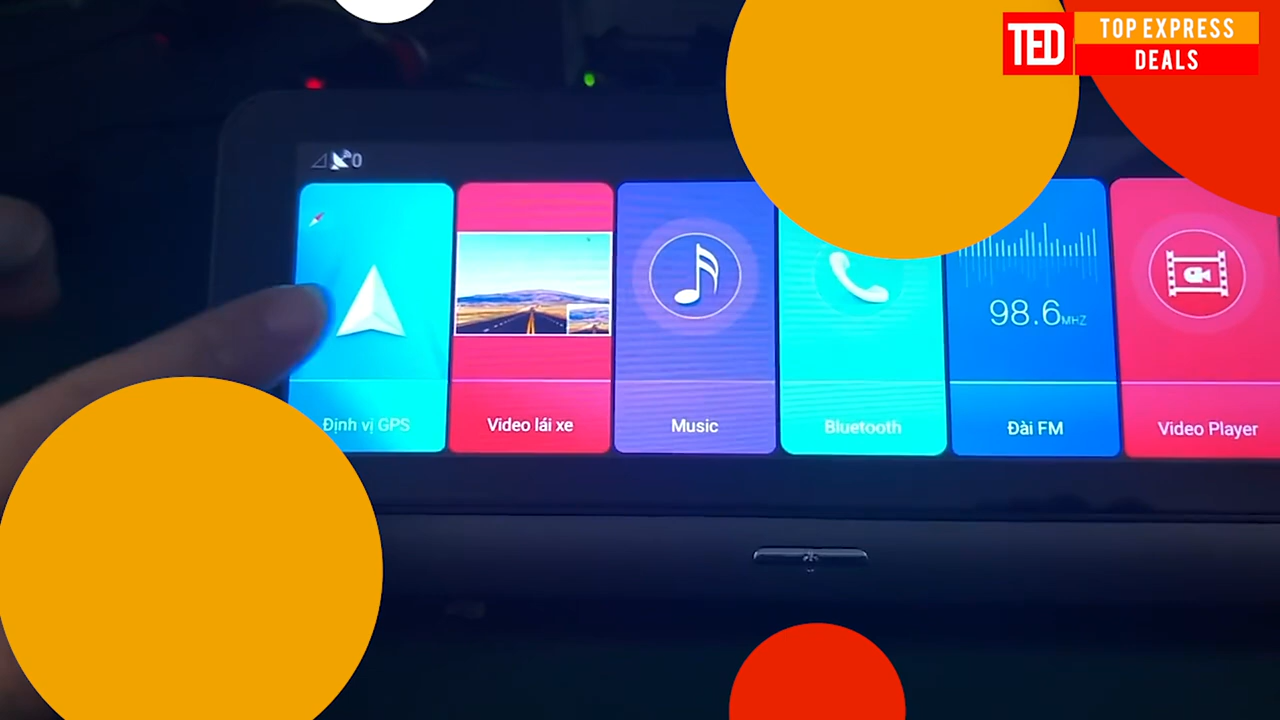 TED
TOP EXPRESS
DEALS
0
98.6MHZ
Định vị GPS
Video lái xe
Music
Bluetooth
Đài FM
Video Player